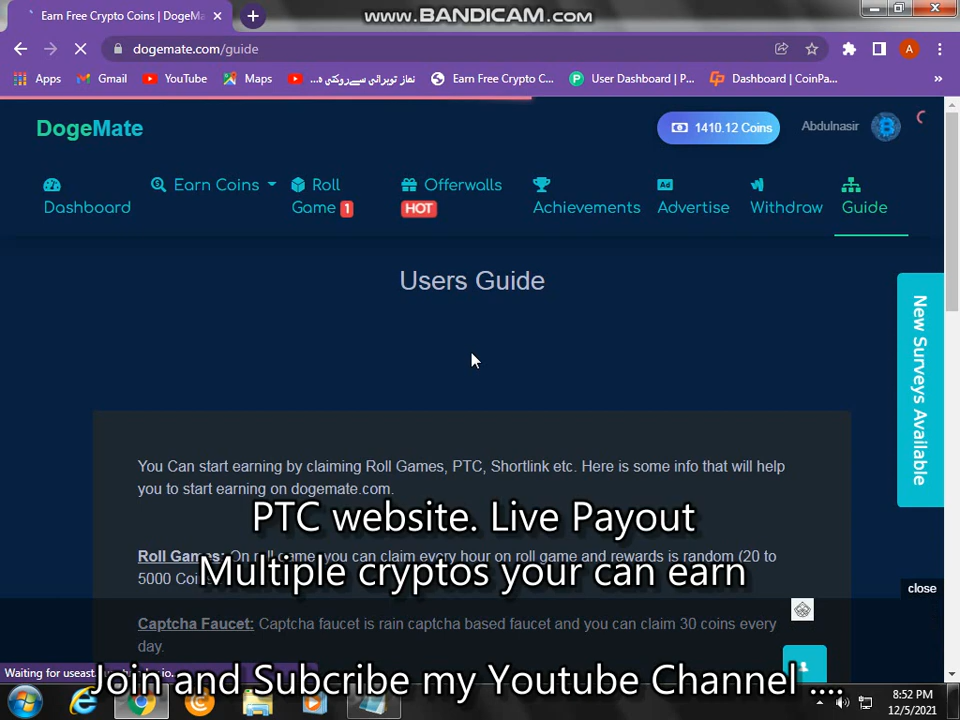 Earn Free Crypto Coins | DogeMa
www.BANDICAM.com
dogemate.com/guide
A
Apps
Gmail
YouTube
Maps
نماز توہرائی سےروکتی ہ...
Earn Free Crypto C...
User Dashboard | P...
Dashboard | CoinPa...
»
DogeMate
1410.12 Coins
Abdulnasir
Dashboard
Earn Coins
Roll Game 1
Offerwalls HOT
Achievements
Ad
Advertise
Withdraw
Guide
Users Guide
New Surveys Available
You Can start earning by claiming Roll Games, PTC, Shortlink etc. Here is some info that will help
you to start earning on dogemate.com.
PTC website. Live Payout
Roll Games: On roll game you can claim every hour on roll game and rewards is random (20 to
5000 Coi
Multiple cryptos your can earn
close
Captcha Faucet: Captcha faucet is rain captcha based faucet and you can claim 30 coins every
day.
Waiting for useast
Join and Subcribe my Youtube Channel ....
8:52 PM
12/5/2021